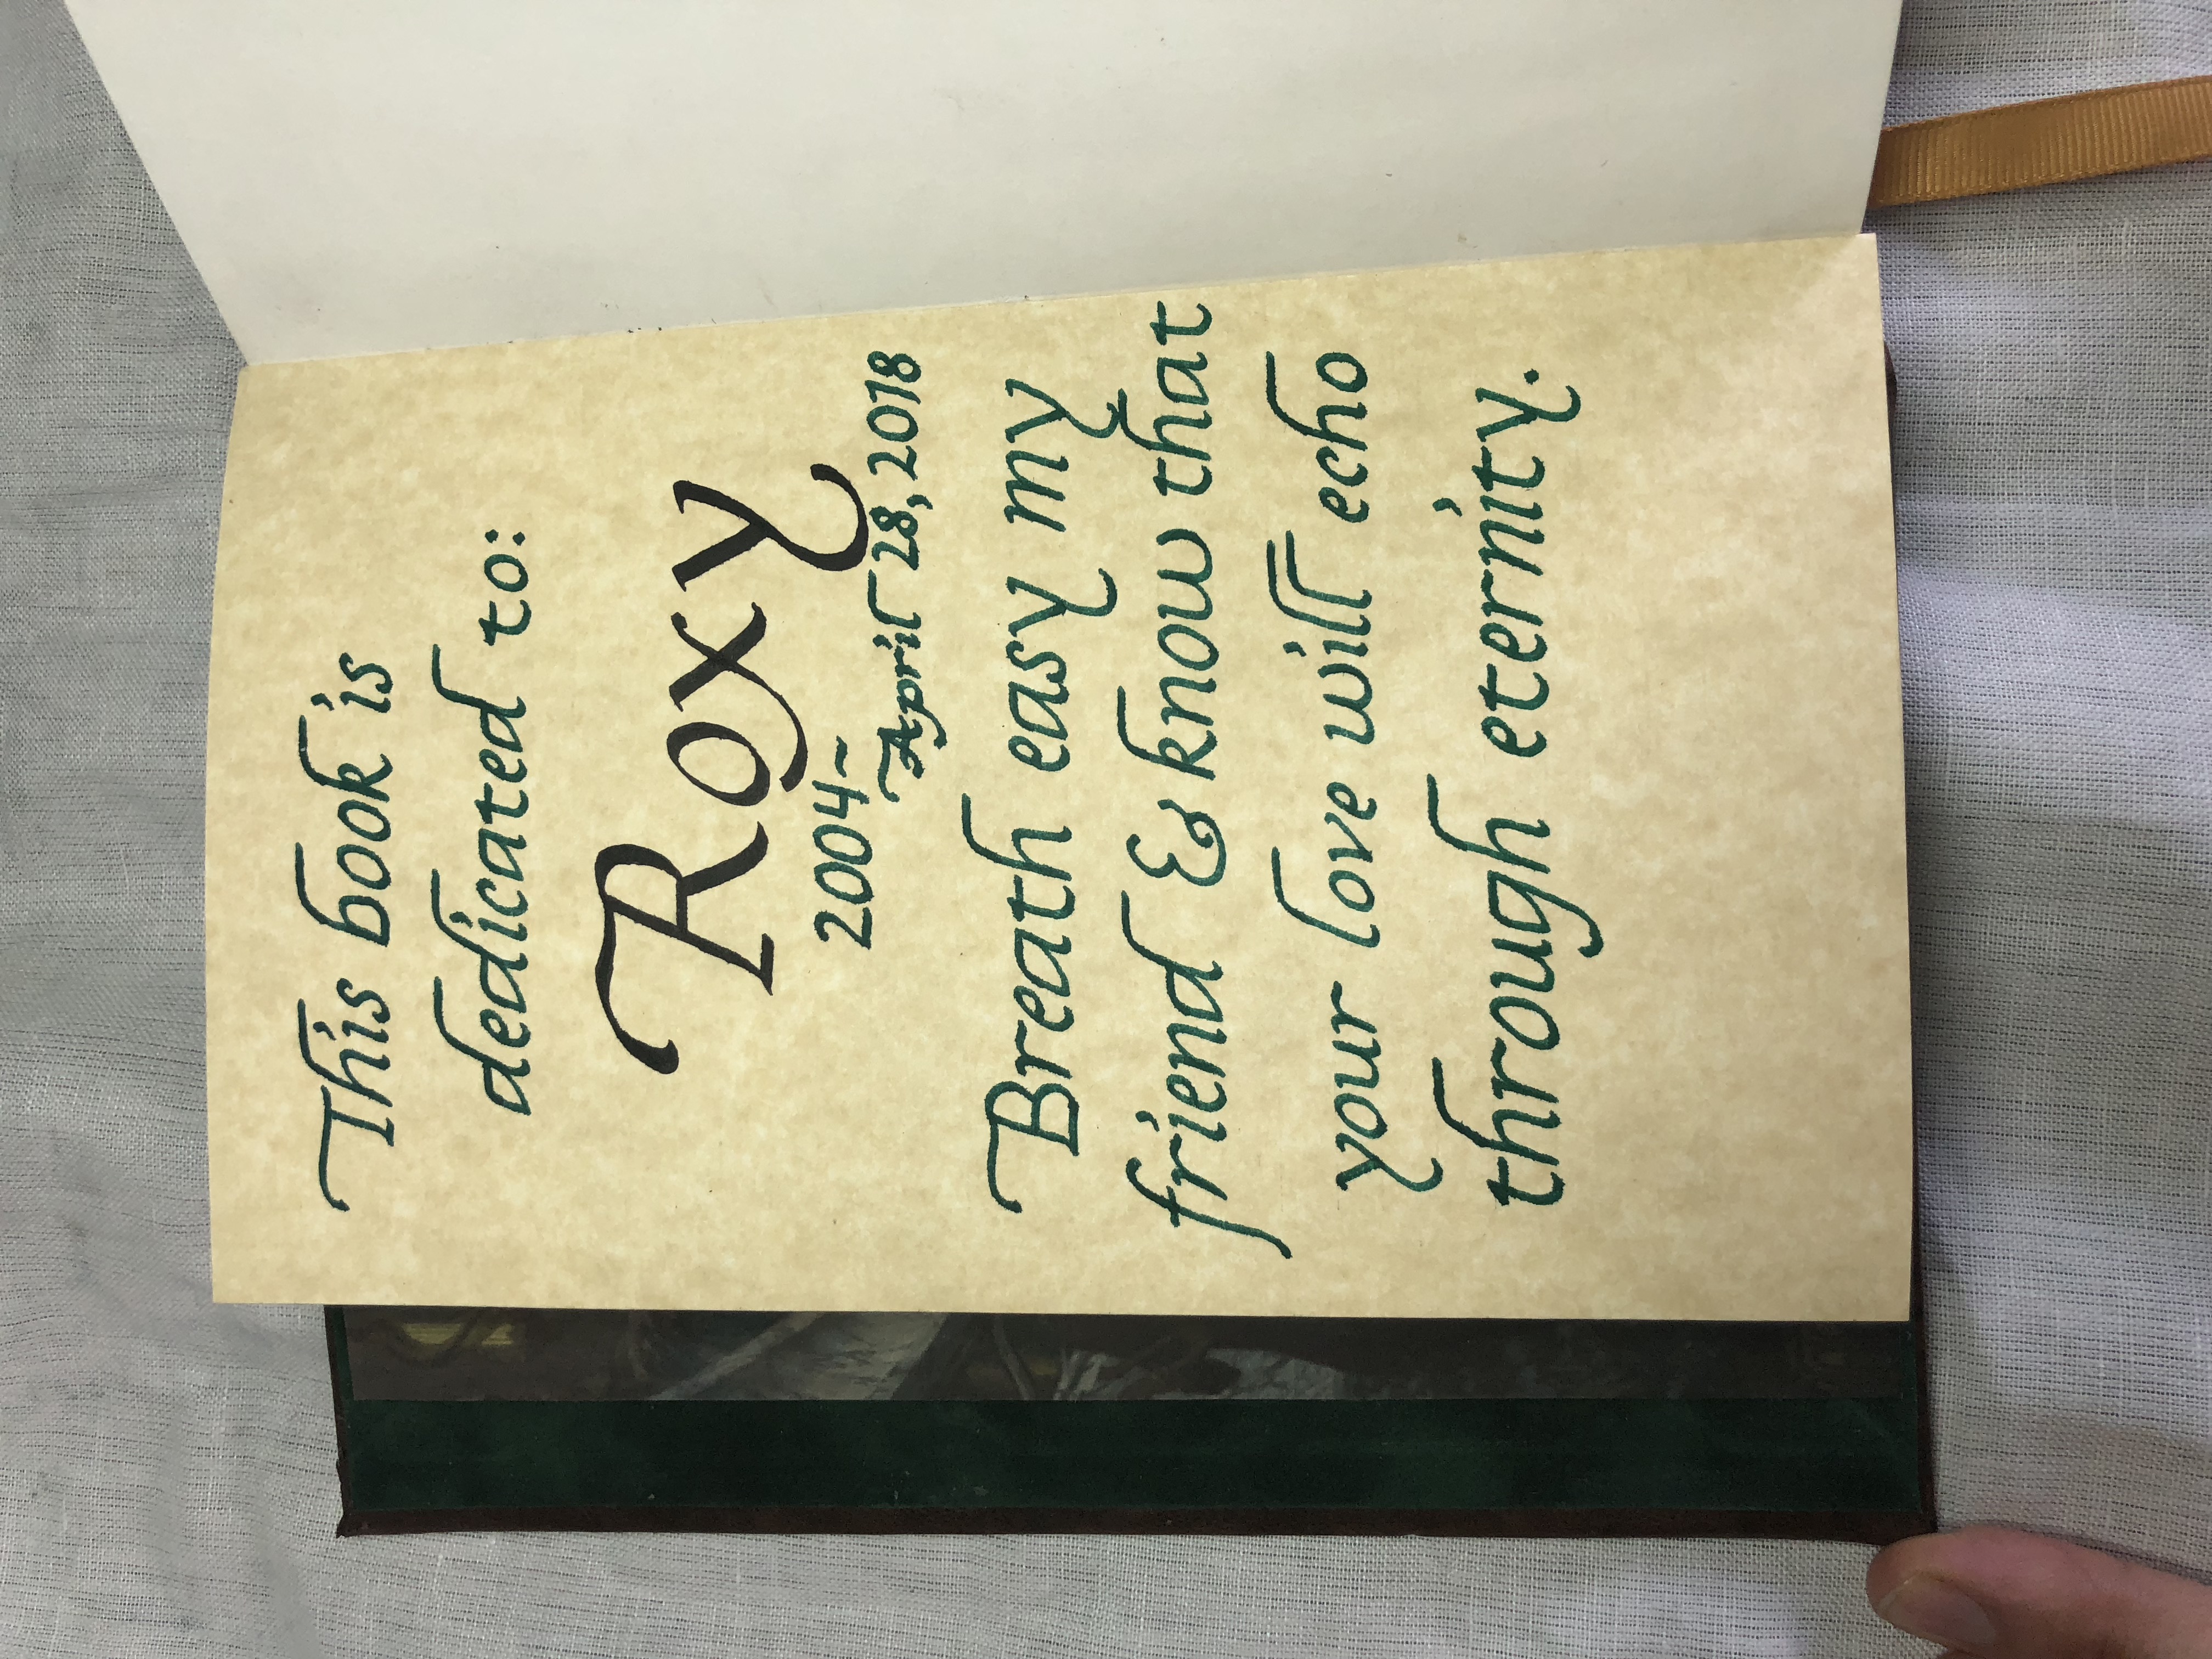 This book is
dedicated to:
Roxy
2004~
April 28, 2018
Breath easy my
friend & know that
your love will echo
through eternity.